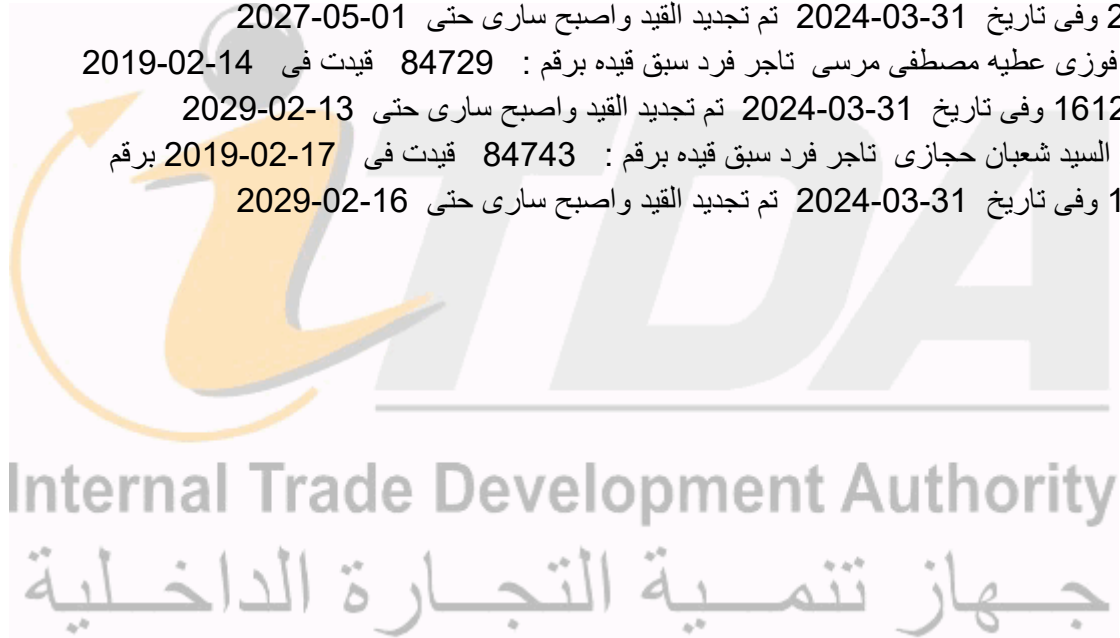 2 وفى تاريخ 31-03-2024 تم تجديد القيد واصبح سارى حتى 01-05-2027
فوزى عطيه مصطفى مرسى تاجر فرد سبق قيده برقم : 84729 قيدت فى 14-02-2019
1612 وفى تاريخ 31-03-2024 تم تجديد القيد واصبح سارى حتى 13-02-2029
السيد شعبان حجازى تاجر فرد سبق قيده برقم : 84743 قيدت فى 17-02-2019 برقم
1 وفى تاريخ 31-03-2024 تم تجديد القيد واصبح سارى حتى 16-02-2029
iTDA
Internal Trade Development Authority
جهاز تنمية التجارة الداخلية